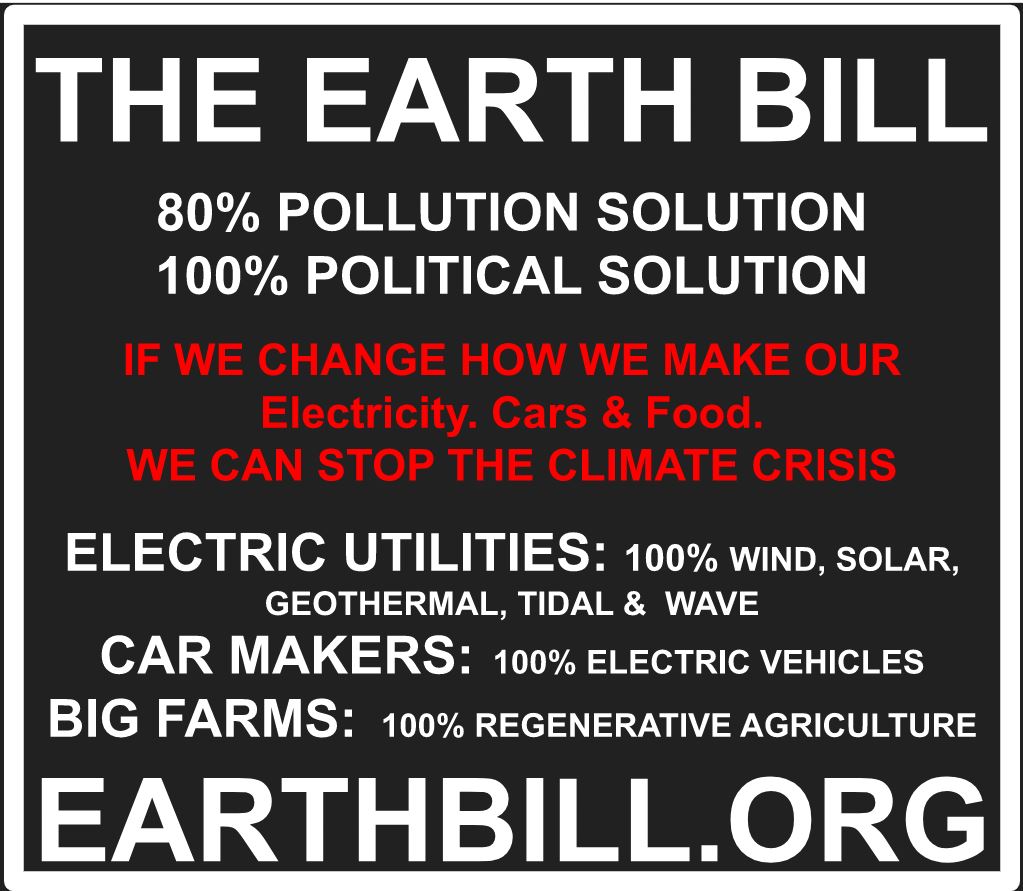 THE EARTH BILL
80% POLLUTION SOLUTION
100% POLITICAL SOLUTION
IF WE CHANGE HOW WE MAKE OUR
Electricity. Cars & Food.
WE CAN STOP THE CLIMATE CRISIS
ELECTRIC UTILITIES: 100% WIND, SOLAR,
GEOTHERMAL, TIDAL & WAVE
CAR MAKERS: 100% ELECTRIC VEHICLES
BIG FARMS: 100% REGENERATIVE AGRICULTURE
EARTHBILL.ORG